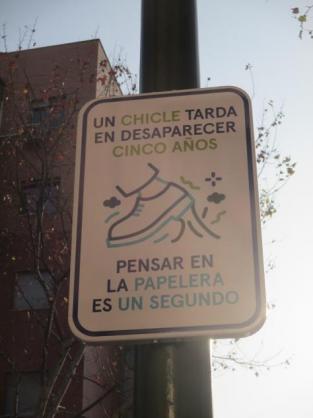 UN CHICLE TARDA
EN DESAPARECER
CINCO AÑOS
PENSAR EN
LA PAPELERA
ES UN SEGUNDO